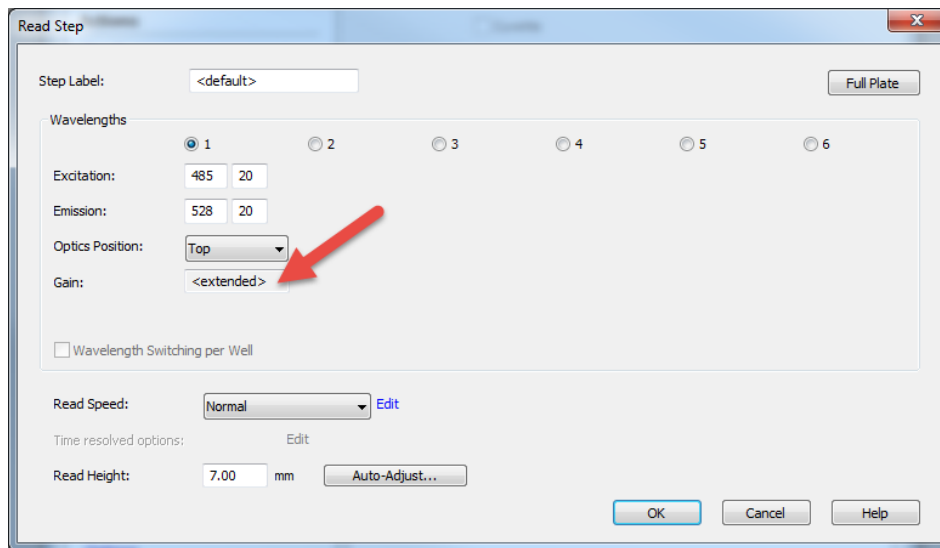 Read Step
Step Label: <default> Full Plate
Wavelengths
1 2 3 4 5 6
Excitation: 485 20
Emission: 528 20
Optics Position: Top
Gain: <extended>
Wavelength Switching per Well
Read Speed: Normal Edit
Time resolved options: Edit
Read Height: 7.00 mm Auto-Adjust...
OK Cancel Help